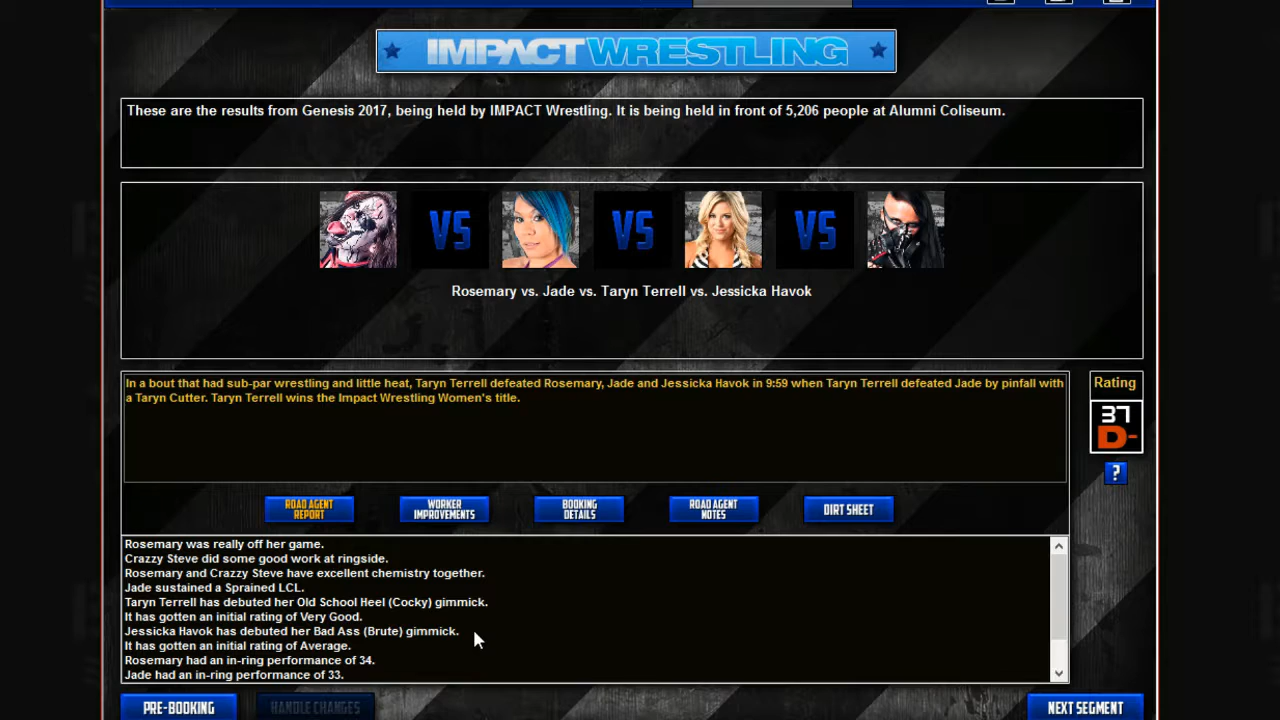 IMPACT WRESTLING
These are the results from Genesis 2017, being held by IMPACT Wrestling. It is being held in front of 5,206 people at Alumni Coliseum.
VS VS VS
Rosemary vs. Jade vs. Taryn Terrell vs. Jessicka Havok
In a bout that had sub-par wrestling and little heat, Taryn Terrell defeated Rosemary, Jade and Jessicka Havok in 9:59 when Taryn Terrell defeated Jade by pinfall with
a Taryn Cutter. Taryn Terrell wins the Impact Wrestling Women's title.
Rating
37
D-
?
ROAD AGENT
REPORT
WORKER
IMPROVEMENTS
BOOKING
DETAILS
ROAD AGENT
NOTES
DIRT SHEET
Rosemary was really off her game.
Crazzy Steve did some good work at ringside.
Rosemary and Crazzy Steve have excellent chemistry together.
Jade sustained a Sprained LCL.
Taryn Terrell has debuted her Old School Heel (Cocky) gimmick.
It has gotten an initial rating of Very Good.
Jessicka Havok has debuted her Bad Ass (Brute) gimmick.
It has gotten an initial rating of Average.
Rosemary had an in-ring performance of 34.
Jade had an in-ring performance of 33.
PRE-BOOKING
HANDLE CHANGES
NEXT SEGMENT